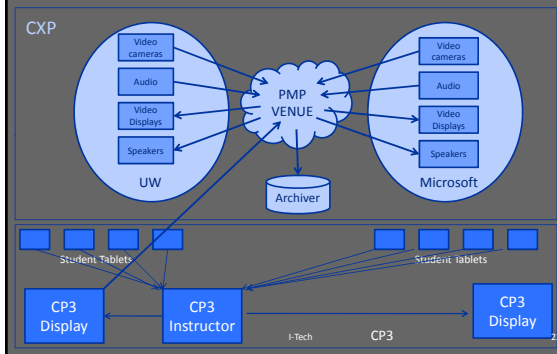 CXP
Video
cameras
Audio
Video
Displays
Speakers
UW
PMP
VENUE
Archiver
Video
cameras
Audio
Video
Displays
Speakers
Microsoft
Student Tablets
Student Tablets
CP3
Display
CP3
Instructor
I-Tech
CP3
CP3
Display
2